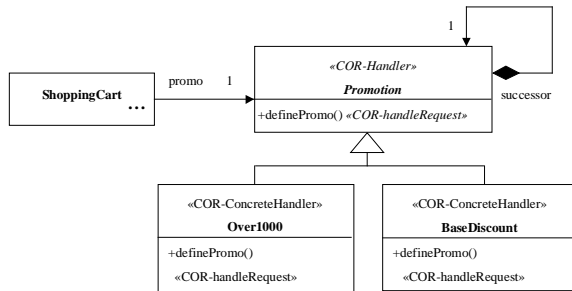 1
«COR-Handler»
promo 1 Promotion
ShoppingCart
... +definePromo() «COR-handleRequest» successor
«COR-ConcreteHandler» «COR-ConcreteHandler»
Over1000 BaseDiscount
+definePromo() +definePromo()
«COR-handleRequest» «COR-handleRequest»